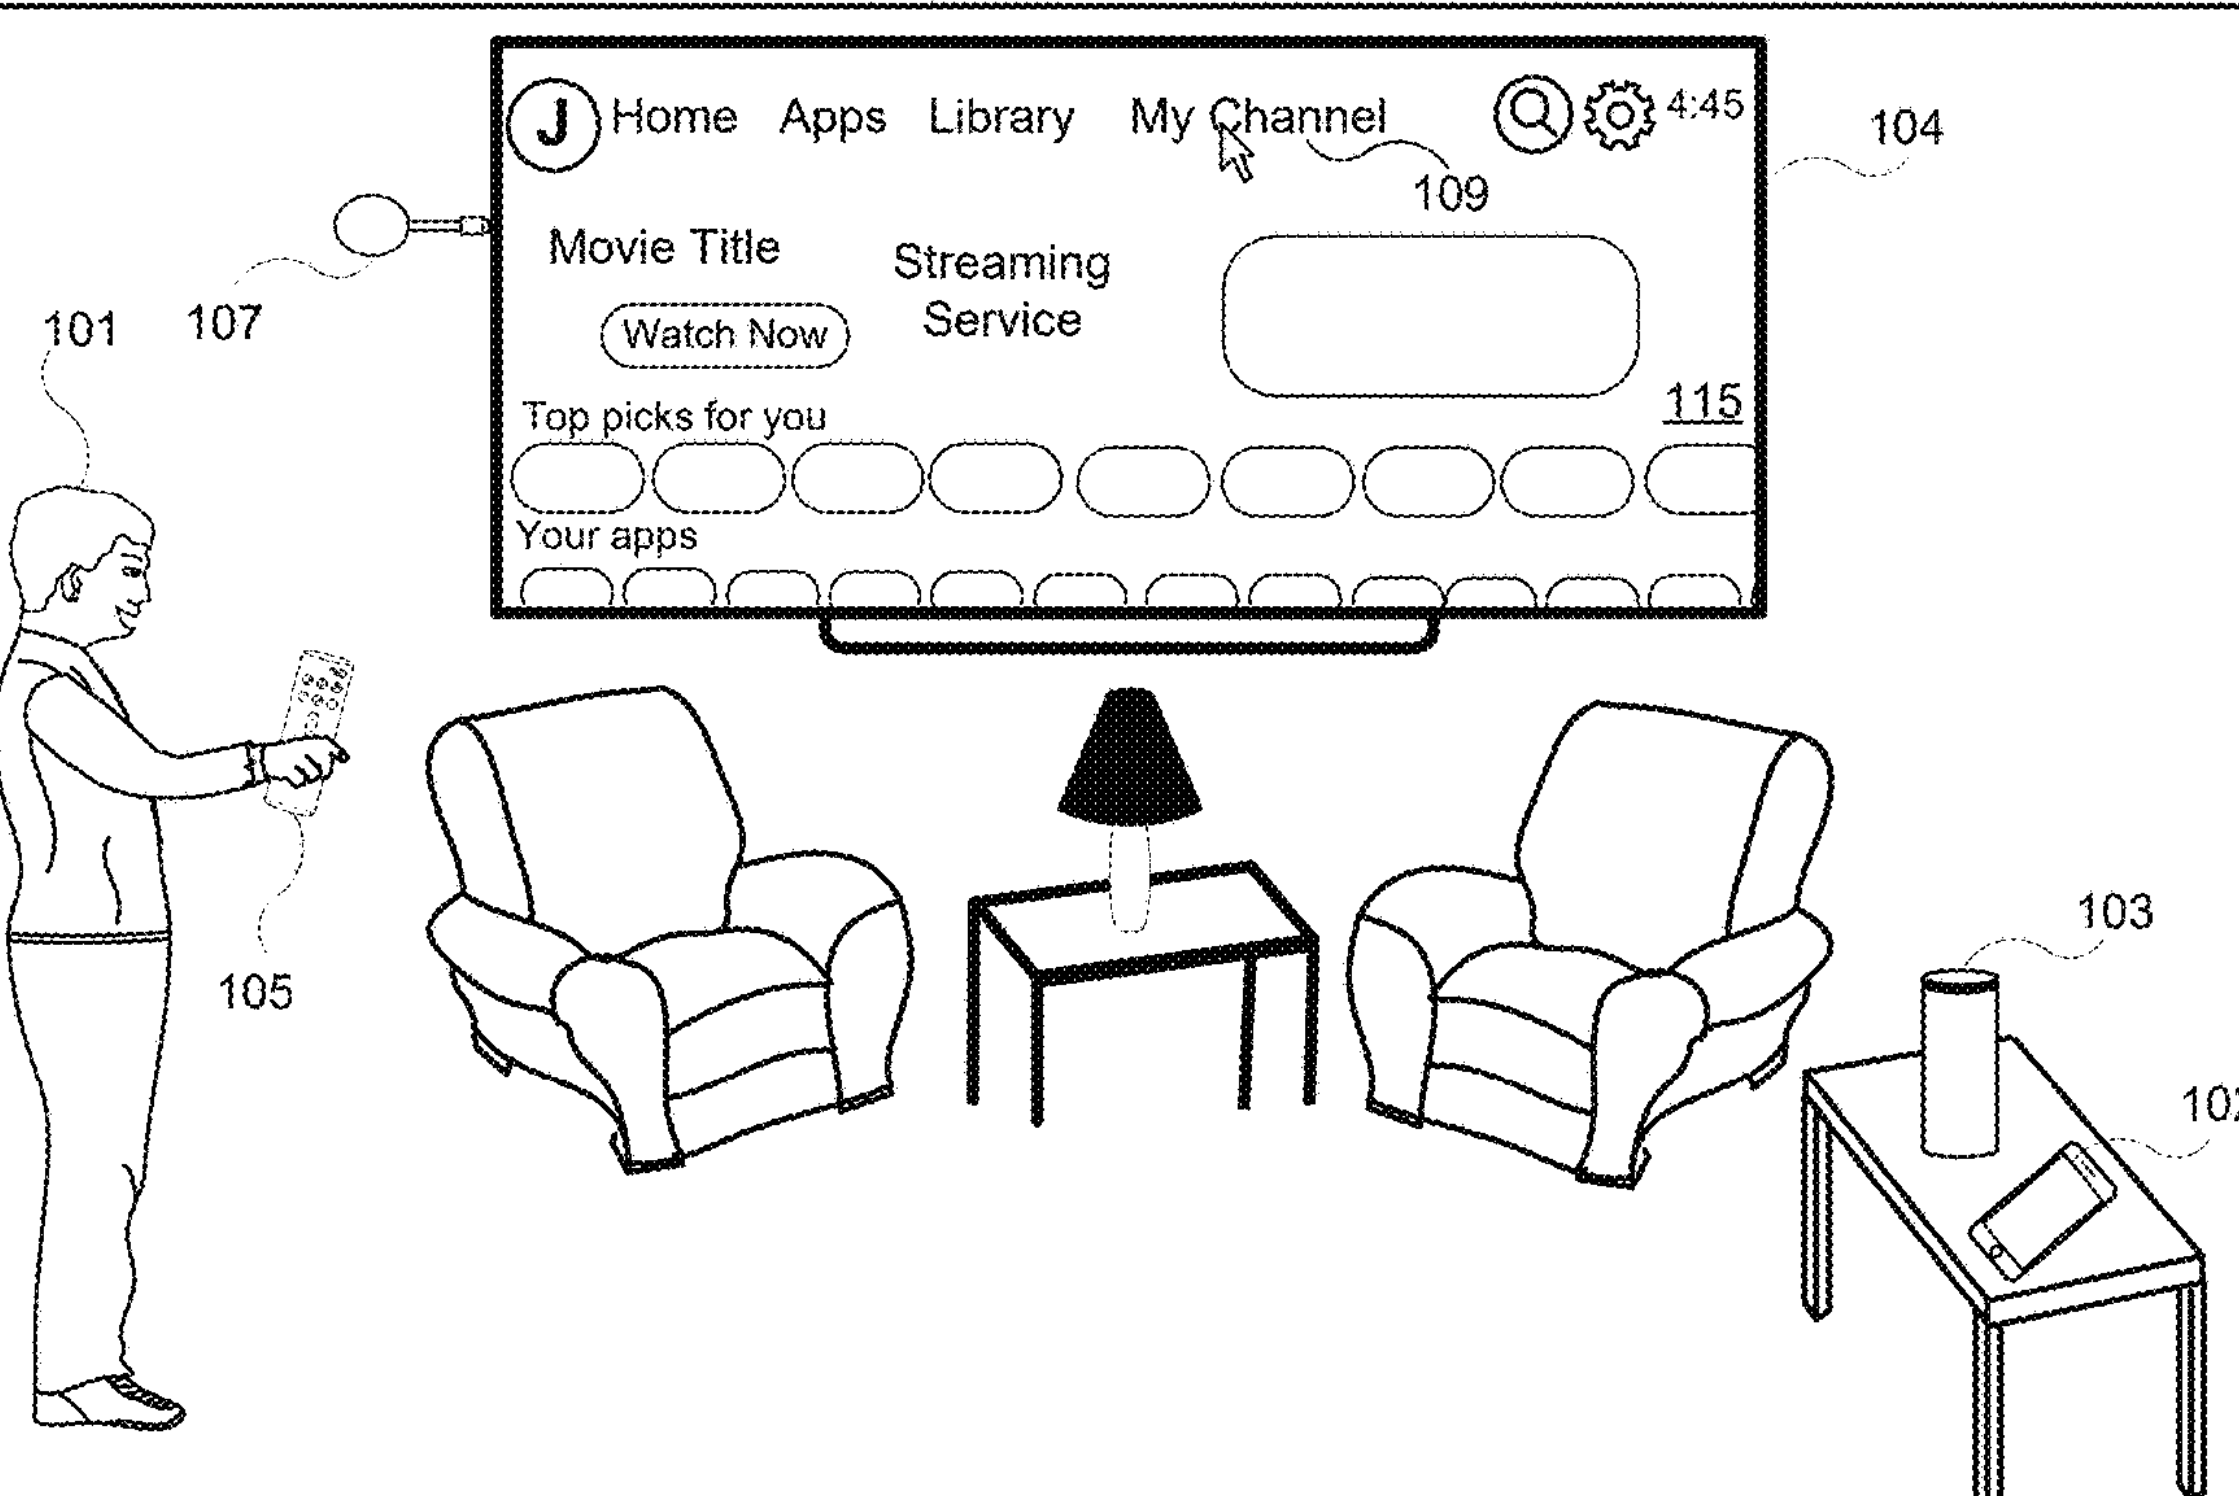 J Home Apps Library My Channel 4:45
104
109
Movie Title
Streaming
Service
Watch Now
107
101
115
Top picks for you
Your apps
105
103